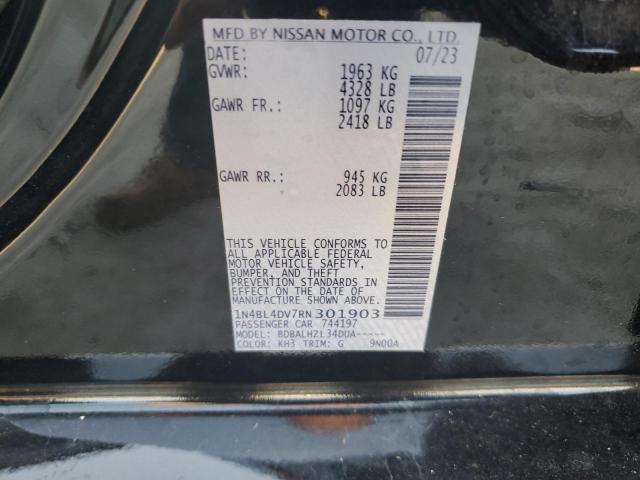 MFD BY NISSAN MOTOR CO., LTD.
DATE: 07/23
GVWR: 1963 KG
4328 LB
GAWR FR.: 1097 KG
2418 LB
GAWR RR.: 945 KG
2083 LB
THIS VEHICLE CONFORMS TO
ALL APPLICABLE FEDERAL
MOTOR VEHICLE SAFETY,
BUMPER, AND THEFT
PREVENTION STANDARDS IN
EFFECT ON THE DATE OF
MANUFACTURE SHOWN ABOVE.
1N4BL4DV7RN301903
PASSENGER CAR 744197
MODEL: BDBALHZL34DUA-----
COLOR: KH3 TRIM: G 9N00A